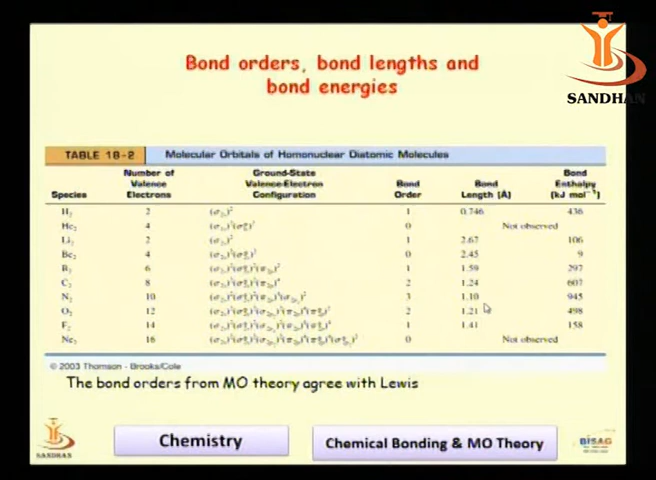 Bond orders, bond lengths and
bond energies
SANDHAN
TABLE 18-2 Molecular Orbitals of Homonuclear Diatomic Molecules
Number of Ground-State Bond
Valence Valence-Electron Bond Bond Enthalpy
Species Electrons Configuration Order Length (Å) (kJ mol⁻¹)
H₂ 2 (σ₂ₛ)² 1 0.746 436
He₂ 4 0 Not observed
Li₂ 2 (σ₂ₛ)² 1 2.67 106
Be₂ 4 0 2.45 9
B₂ 6 1 1.59 297
C₂ 8 2 1.24 607
N₂ 10 3 1.10 945
O₂ 12 2 1.21 498
F₂ 14 1 1.41 158
Ne₂ 16 0 Not observed
© 2003 Thomson - Brooks/Cole
The bond orders from MO theory agree with Lewis
SANDHAN
Chemistry
Chemical Bonding & MO Theory
BISAG